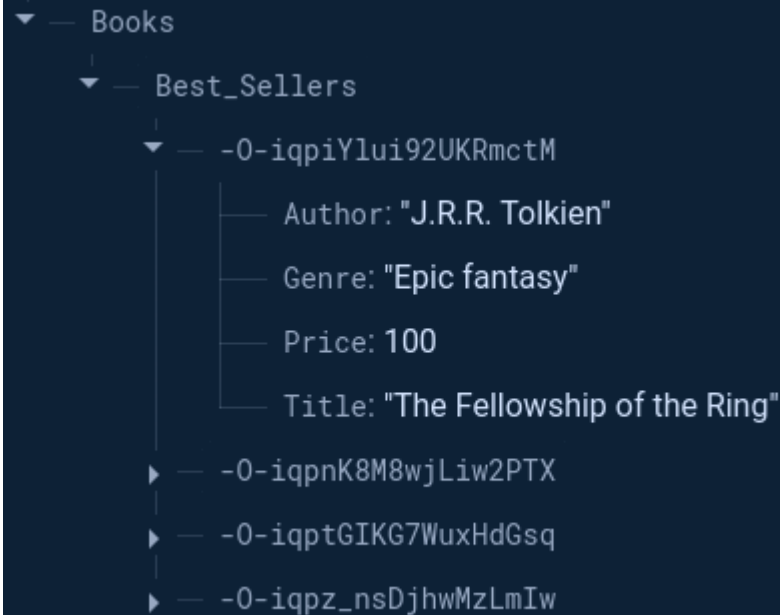 Books
Best_Sellers
-O-iqpiYlui92UKRmctM
Author: "J.R.R. Tolkien"
Genre: "Epic fantasy"
Price: 100
Title: "The Fellowship of the Ring"
-O-iqpnK8M8wjLiw2PTX
-O-iqptGIKG7WuxHdGsq
-O-iqpz_nsDjhwMzLmIw